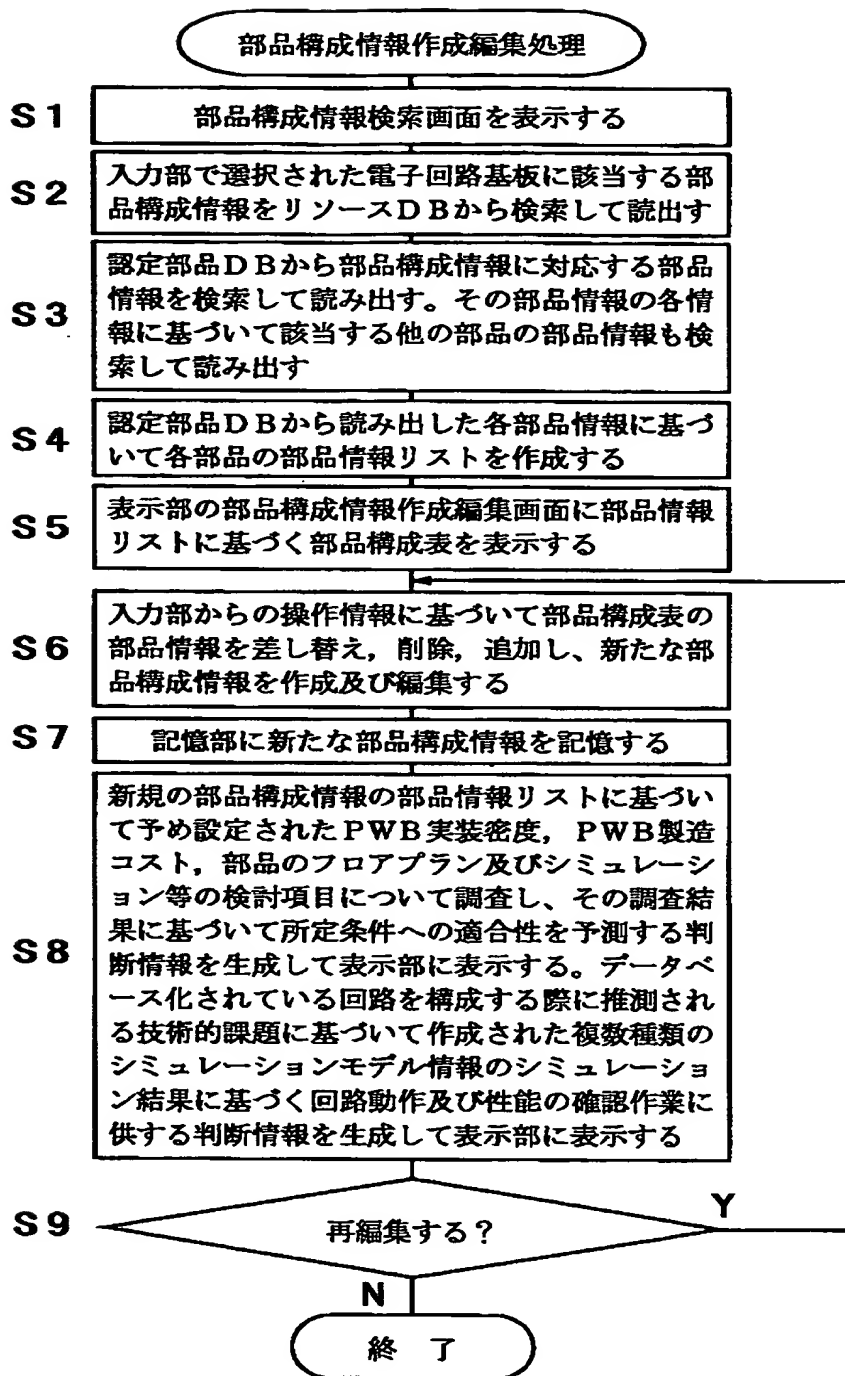 部品構成情報作成編集処理
S1
部品構成情報検索画面を表示する
S2
入力部で選択された電子回路基板に該当する部
品構成情報をリソースDBから検索して読出す
S3
認定部品DBから部品構成情報に対応する部品
情報を検索して読み出す。その部品情報の各情
報に基づいて該当する他の部品の部品情報も検
索して読み出す
S4
認定部品DBから読み出した各部品情報に基づ
いて各部品の部品情報リストを作成する
S5
表示部の部品構成情報作成編集画面に部品情報
リストに基づく部品構成表を表示する
S6
入力部からの操作情報に基づいて部品構成表の
部品情報を差し替え,削除,追加し、新たな部
品構成情報を作成及び編集する
S7
記憶部に新たな部品構成情報を記憶する
S8
新規の部品構成情報の部品情報リストに基づい
て予め設定されたPWB実装密度,PWB製造
コスト,部品のフロアプラン及びシミュレーシ
ョン等の検討項目について調査し、その調査結
果に基づいて所定条件への適合性を予測する判
断情報を生成して表示部に表示する。データベ
ース化されている回路を構成する際に推測され
る技術的課題に基づいて作成された複数種類の
シミュレーションモデル情報のシミュレーショ
ン結果に基づく回路動作及び性能の確認作業に
供する判断情報を生成して表示部に表示する
S9
再編集する?
Y
N
終 了